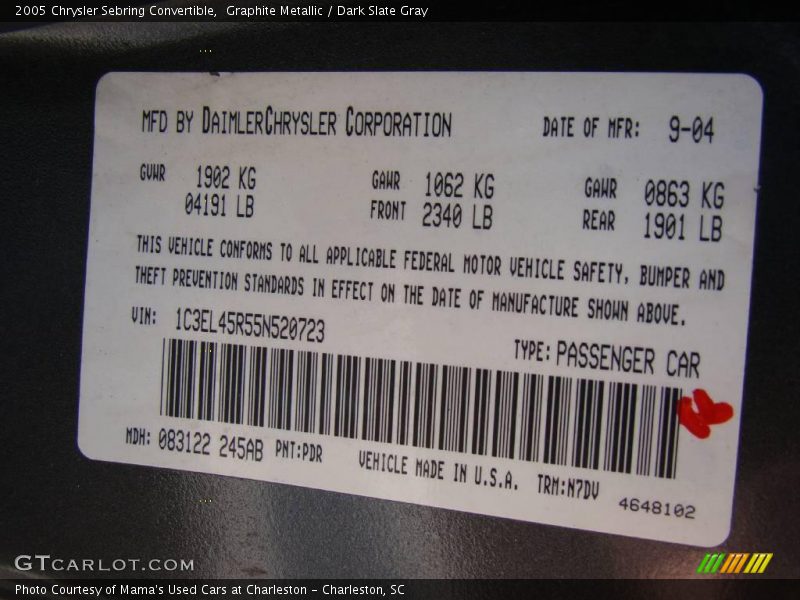 2005 Chrysler Sebring Convertible,  Graphite Metallic / Dark Slate Gray
MFD BY DAIMLERCHRYSLER CORPORATION DATE OF MFR: 9-04
GVWR 1902 KG GAWR 1062 KG GAWR 0863 KG
04191 LB FRONT 2340 LB REAR 1901 LB
THIS VEHICLE CONFORMS TO ALL APPLICABLE FEDERAL MOTOR VEHICLE SAFETY, BUMPER AND
THEFT PREVENTION STANDARDS IN EFFECT ON THE DATE OF MANUFACTURE SHOWN ABOVE.
VIN: 1C3EL45R55N520723
TYPE: PASSENGER CAR
MDH: 083122 245AB PNT:PDR VEHICLE MADE IN U.S.A. TRM:N7DV
4648102
GTCARLOT.COM
Photo Courtesy of Mama's Used Cars at Charleston - Charleston, SC